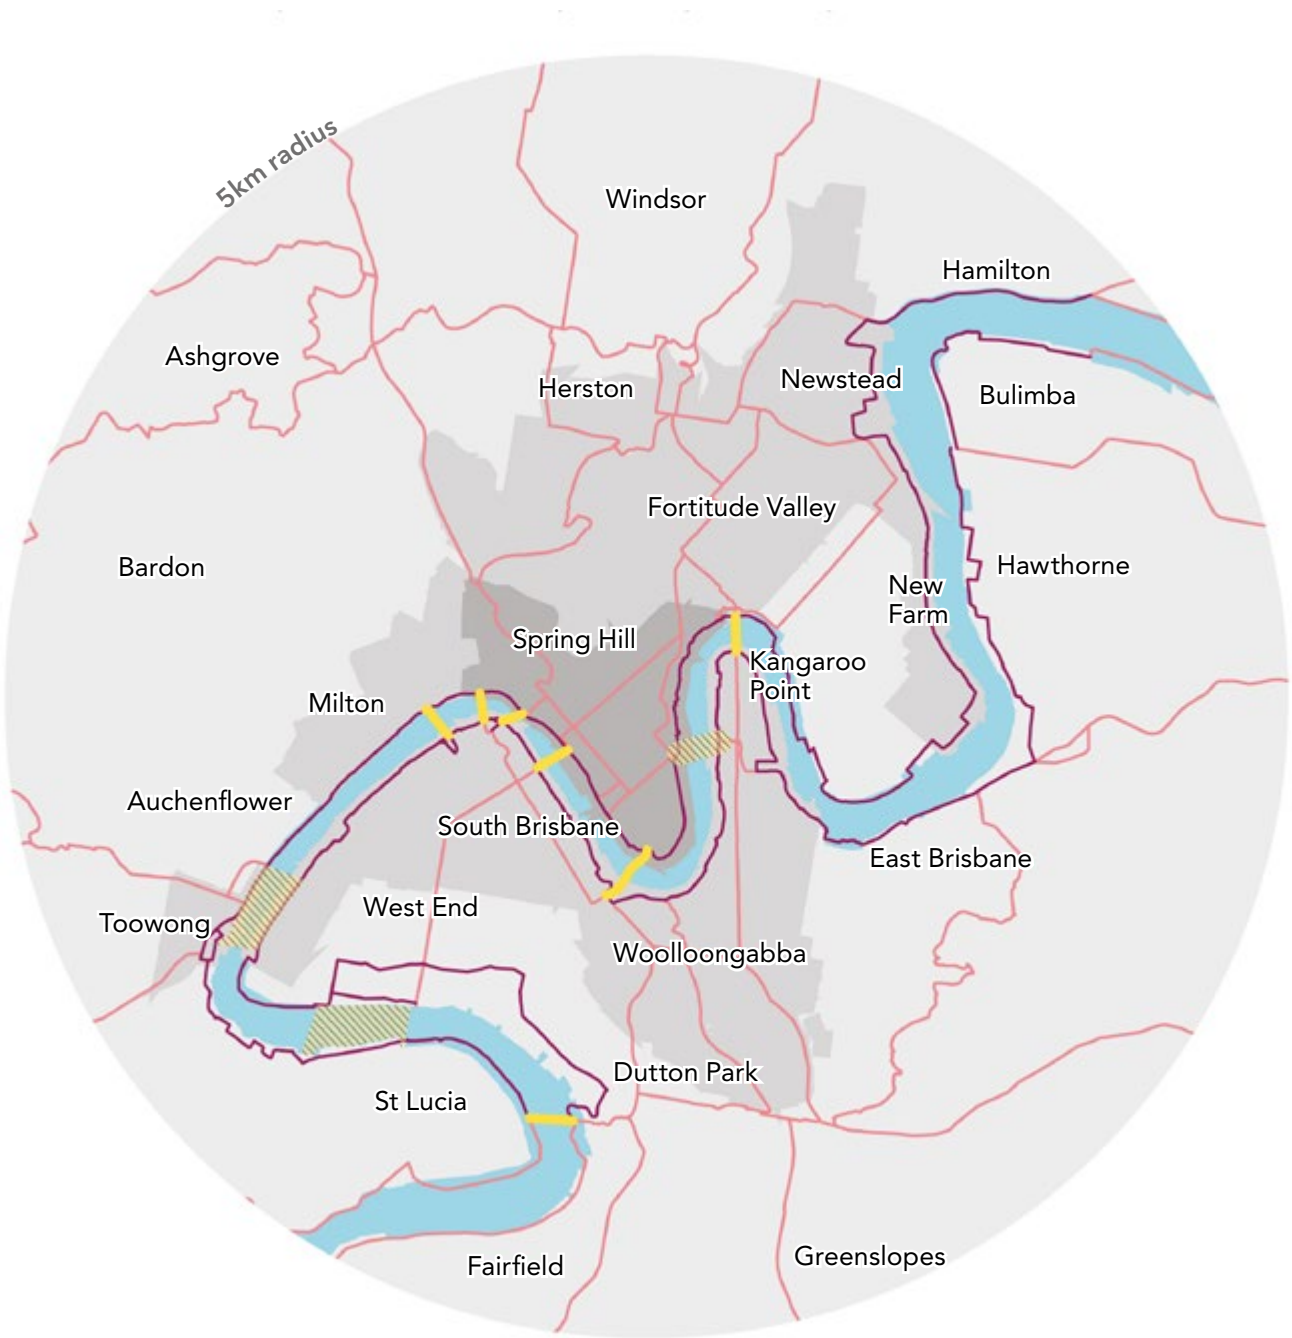 5km radius
Windsor
Hamilton
Ashgrove
Newstead
Herston
Bulimba
Fortitude Valley
Bardon
Hawthorne
New
Farm
Spring Hill
Kangaroo
Point
Milton
Auchenflower
South Brisbane
East Brisbane
West End
Toowong
Woolloongabba
Dutton Park
St Lucia
Greenslopes
Fairfield